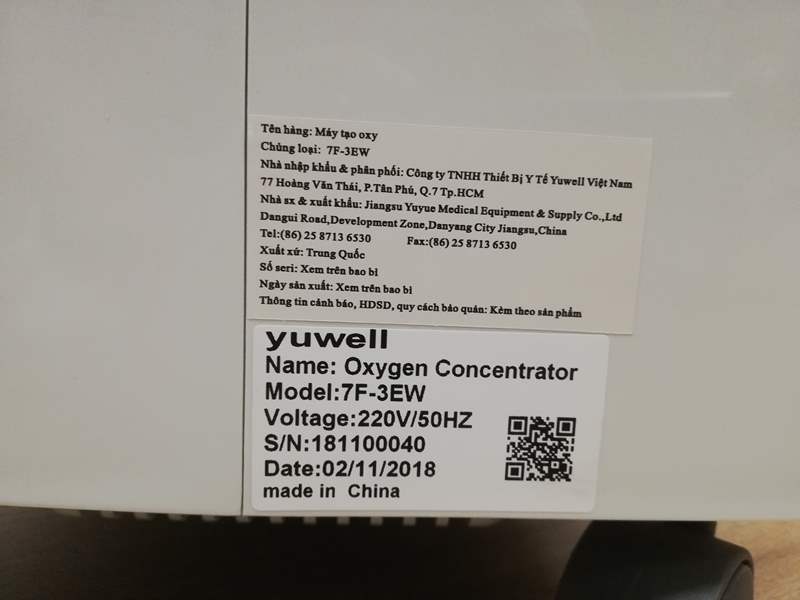 Tên hàng: Máy tạo oxy
Chủng loại: 7F-3EW
Nhà nhập khẩu & phân phối: Công ty TNHH Thiết Bị Y Tế Yuwell Việt Nam
77 Hoàng Văn Thái, P.Tân Phú, Q.7 Tp.HCM
Nhà sx & xuất khẩu: Jiangsu Yuyue Medical Equipment & Supply Co.,Ltd
Dangui Road,Development Zone,Danyang City Jiangsu,China
Tel:(86) 25 8713 6530 Fax:(86) 25 8713 6530
Xuất xứ: Trung Quốc
Số seri: Xem trên bao bì
Ngày sản xuất: Xem trên bao bì
Thông tin cảnh báo, HDSD, quy cách bảo quản: Kèm theo sản phẩm
yuwell
Name: Oxygen Concentrator
Model:7F-3EW
Voltage:220V/50HZ
S/N:181100040
Date:02/11/2018
made in China